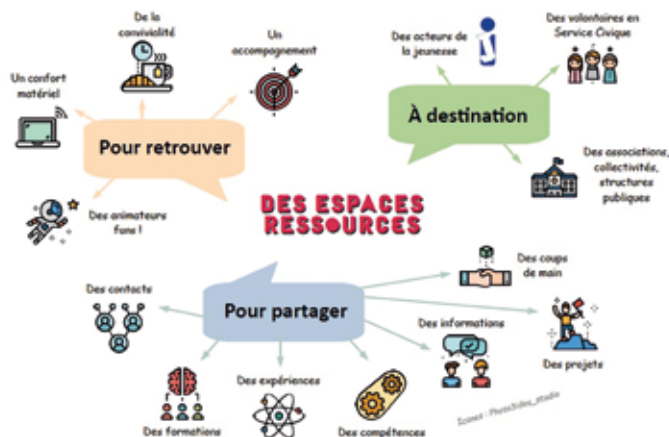 De la
convivialité
Un
accompagnement
Un confort
matériel
Pour retrouver
Des animateurs
funs !
Des acteurs de
la jeunesse
Des volontaires en
Service Civique
À destination
Des associations,
collectivités,
structures
publiques
DES ESPACES
RESSOURCES
Des coups
de main
Des contacts
Pour partager
Des informations
Des projets
Des expériences
Des formations
Des compétences